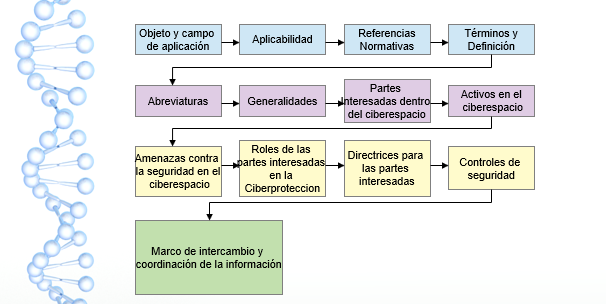 Objeto y campo
de aplicación
Aplicabilidad
Referencias
Normativas
Términos y
Definición
Abreviaturas
Generalidades
Partes
Interesadas dentro
del ciberespacio
Activos en el
ciberespacio
Amenazas contra
la seguridad en el
ciberespacio
Roles de las
partes interesadas
en la
Ciberproteccion
Directrices para
las partes
interesadas
Controles de
seguridad
Marco de intercambio y
coordinación de la información